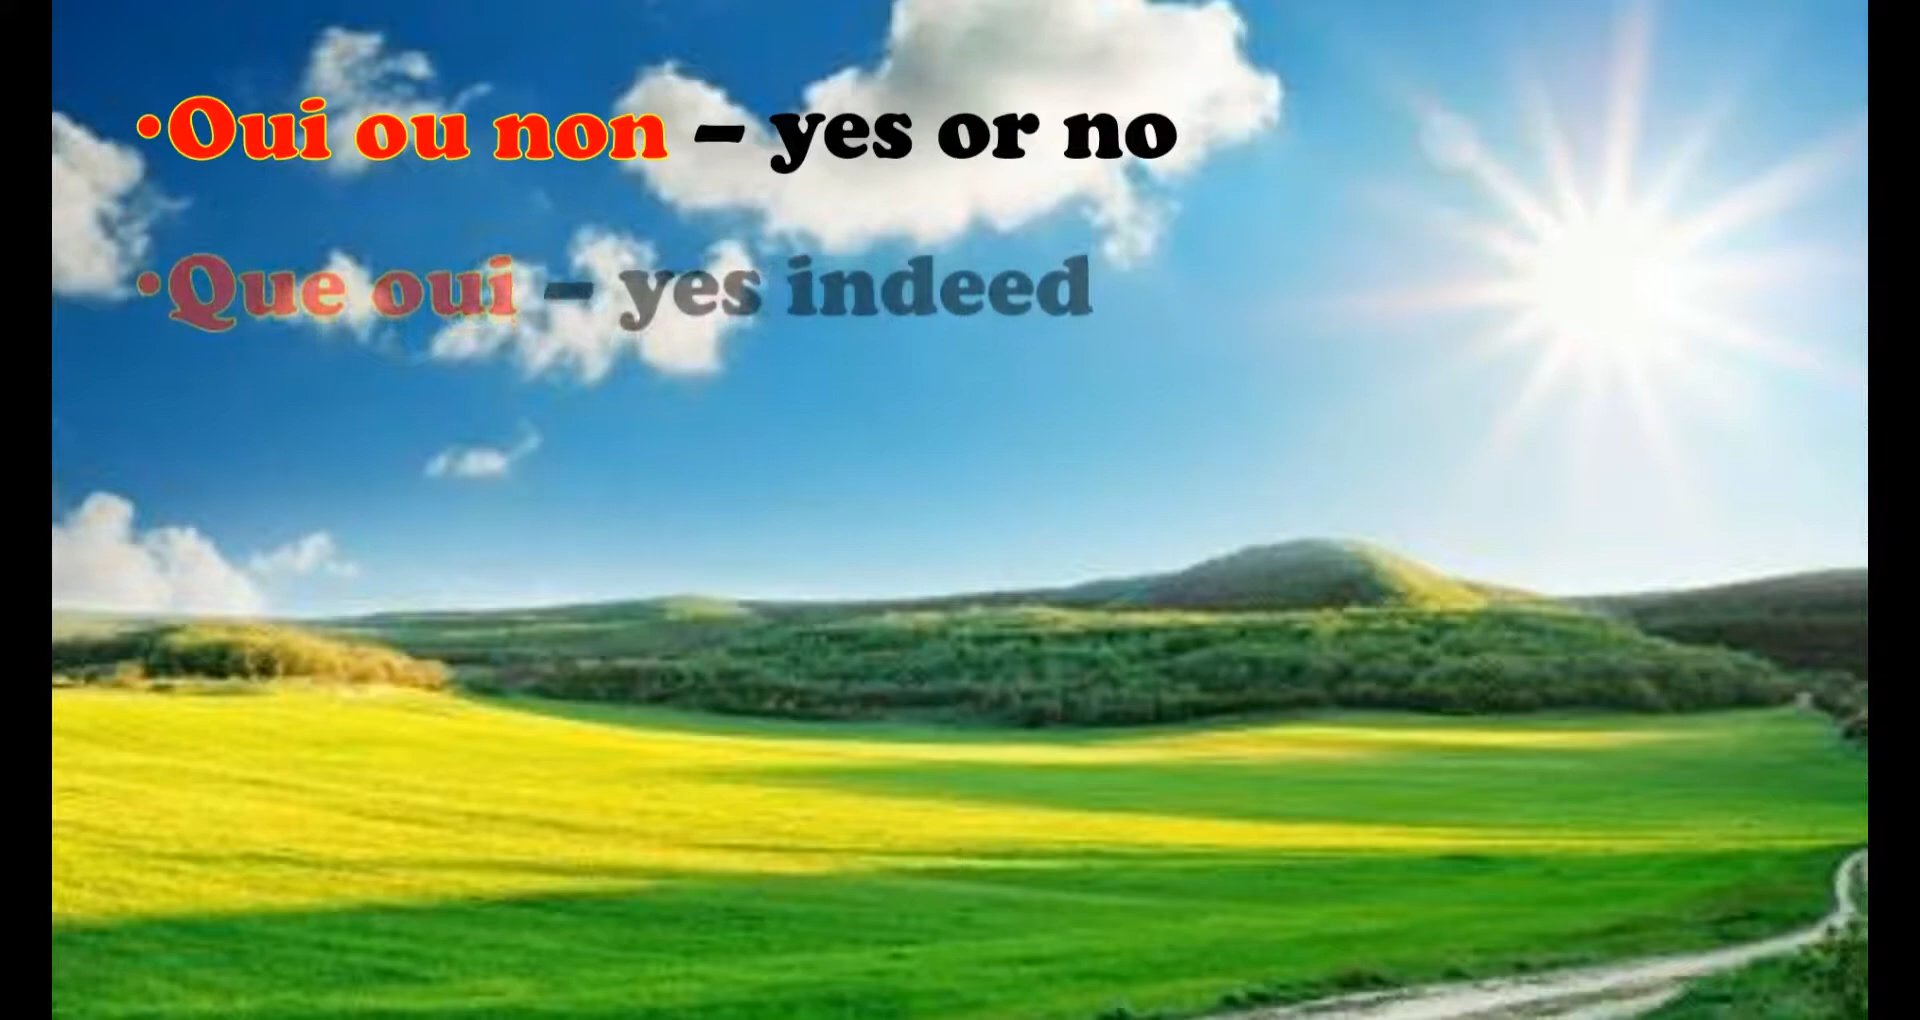 •Oui ou non – yes or no
•Que oui – yes indeed